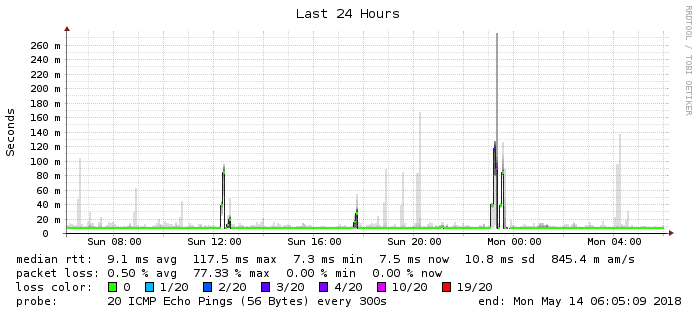 Last 24 Hours
RRDTOOL / TOBI OETIKER
Seconds
260 m
240 m
220 m
200 m
180 m
160 m
140 m
120 m
100 m
80 m
60 m
40 m
20 m
0
Sun 08:00 Sun 12:00 Sun 16:00 Sun 20:00 Mon 00:00 Mon 04:00
median rtt: 9.1 ms avg 117.5 ms max 7.3 ms min 7.5 ms now 10.8 ms sd 845.4 m am/s
packet loss: 0.50 % avg 77.33 % max 0.00 % min 0.00 % now
loss color: 0 1/20 2/20 3/20 4/20 10/20 19/20
probe: 20 ICMP Echo Pings (56 Bytes) every 300s end: Mon May 14 06:05:09 2018